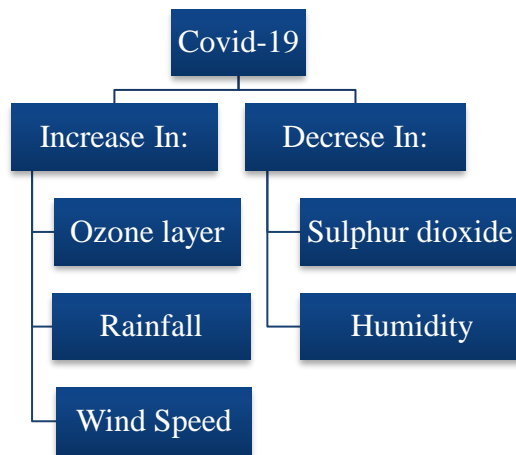 Covid-19
Increase In:
Ozone layer
Rainfall
Wind Speed
Decrese In:
Sulphur dioxide
Humidity